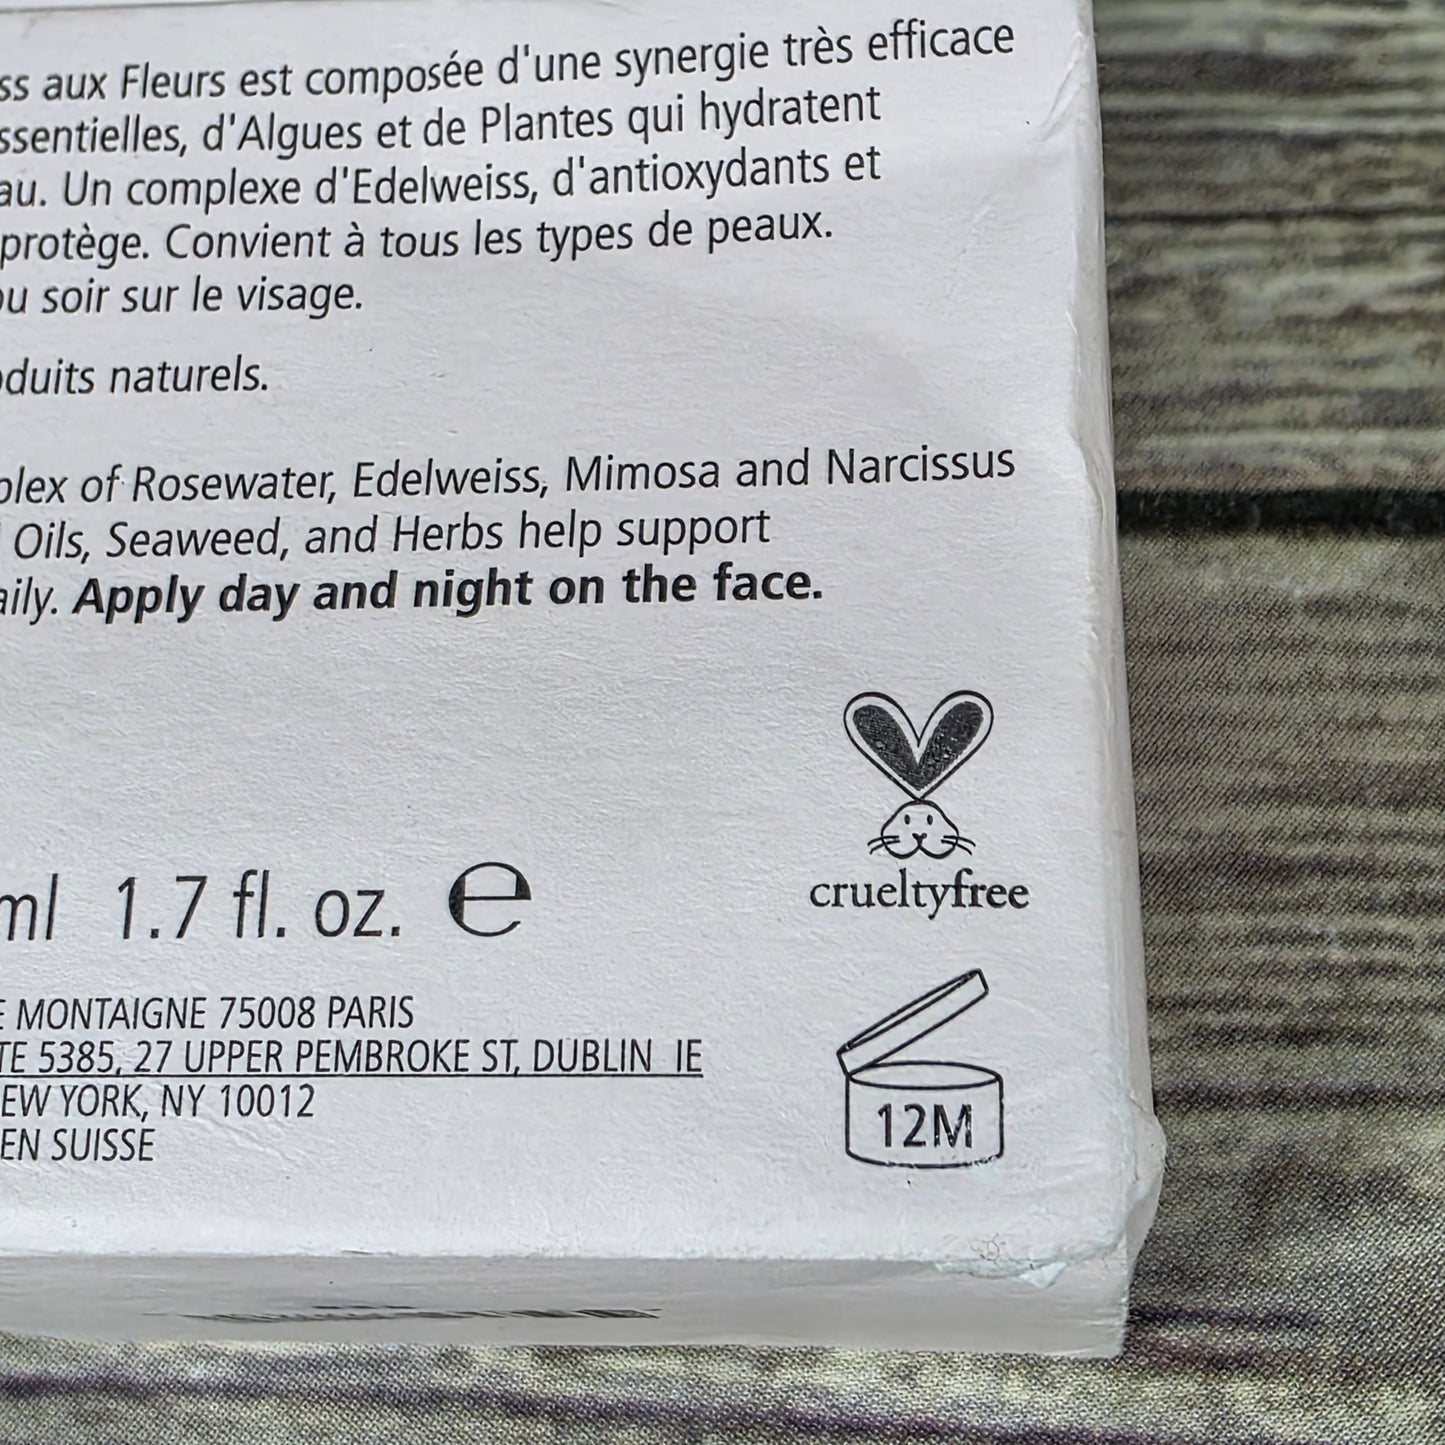 ss aux Fleurs est composée d'une synergie très efficace
ssentielles, d'Algues et de Plantes qui hydratent
au. Un complexe d'Edelweiss, d'antioxydants et
protège. Convient à tous les types de peaux.
ou soir sur le visage.
oduits naturels.
plex of Rosewater, Edelweiss, Mimosa and Narcissus
Oils, Seaweed, and Herbs help support
aily. Apply day and night on the face.
crueltyfree
ml 1.7 fl. oz. e
E MONTAIGNE 75008 PARIS
TE 5385, 27 UPPER PEMBROKE ST, DUBLIN IE
EW YORK, NY 10012
EN SUISSE
12M